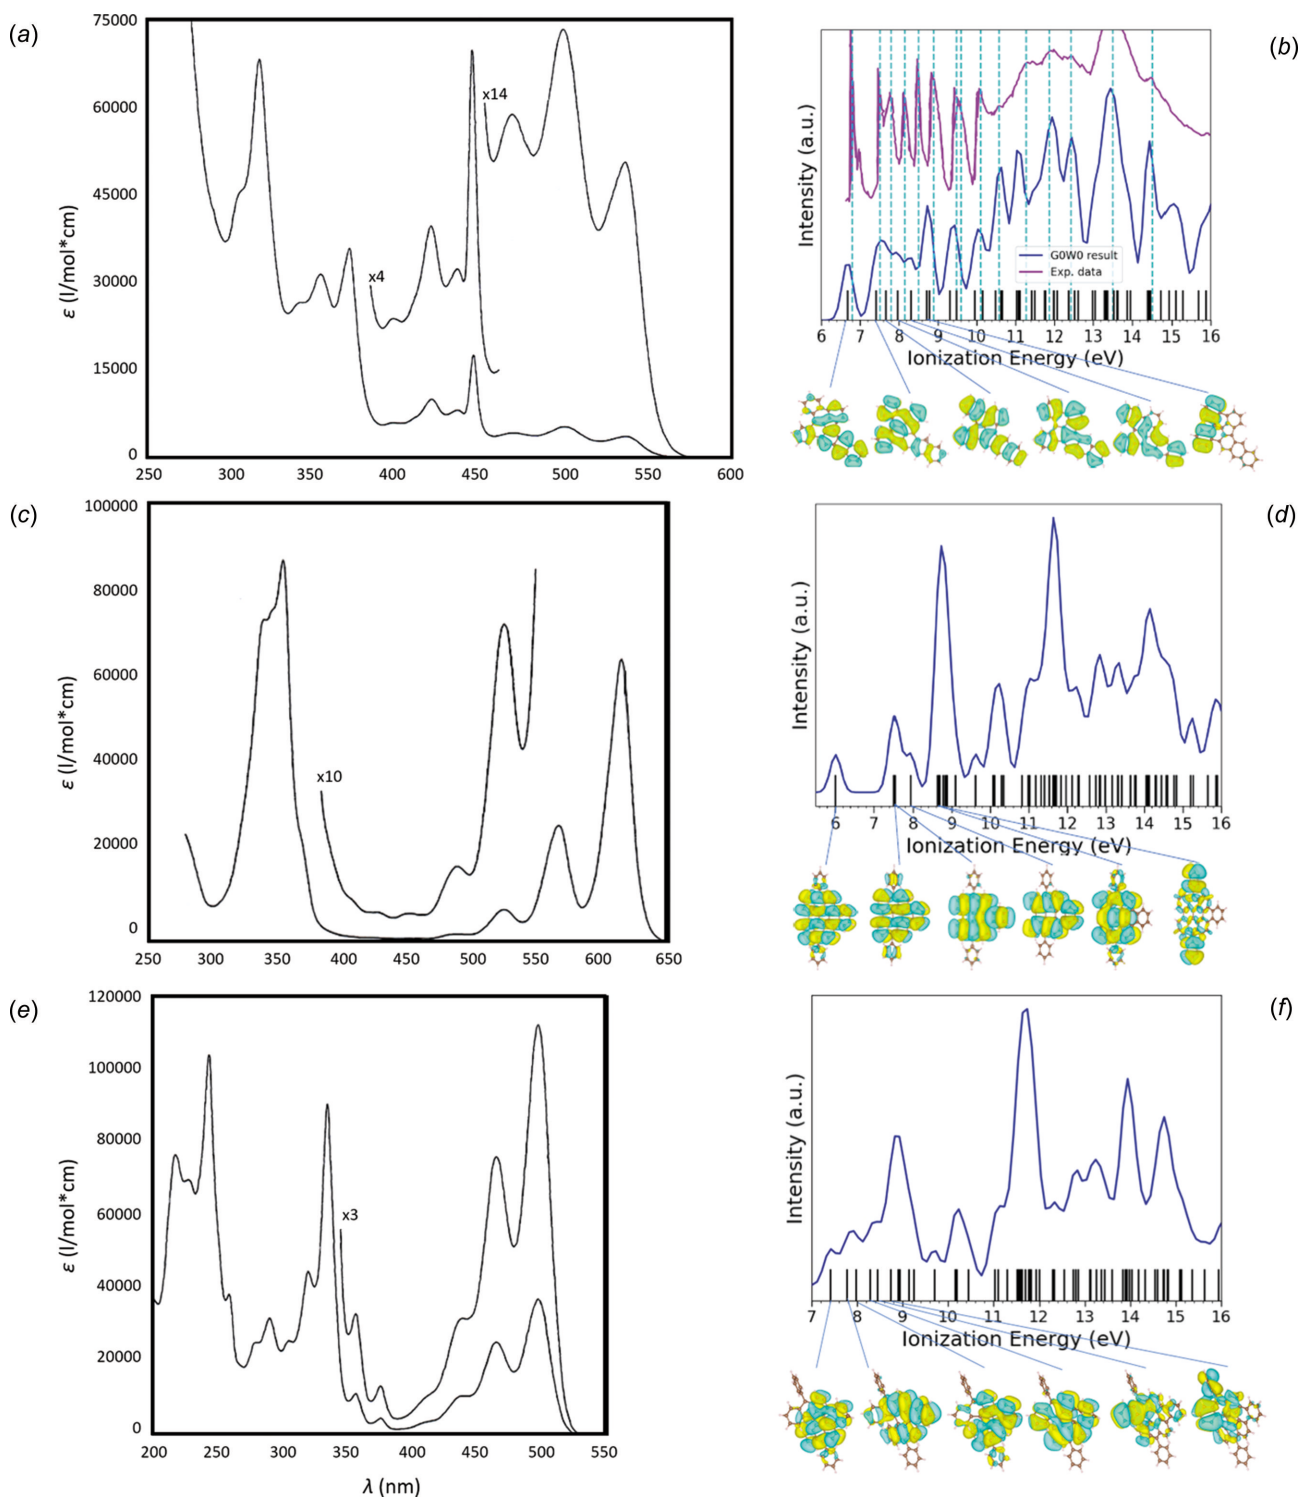 (a)
75000
60000
45000
30000
15000
0
ε (l/mol*cm)
x14
x4
250 300 350 400 450 500 550 600
(b)
Intensity (a.u.)
G0W0 result
Exp. data
6 7 8 9 10 11 12 13 14 15 16
Ionization Energy (eV)
(c)
100000
80000
60000
40000
20000
0
ε (l/mol*cm)
x10
250 300 350 400 450 500 550 600 650
(d)
Intensity (a.u.)
6 7 8 9 10 11 12 13 14 15 16
Ionization Energy (eV)
(e)
120000
100000
80000
60000
40000
20000
0
ε (l/mol*cm)
x3
200 250 300 350 400 450 500 550
λ (nm)
(f)
Intensity (a.u.)
7 8 9 10 11 12 13 14 15 16
Ionization Energy (eV)